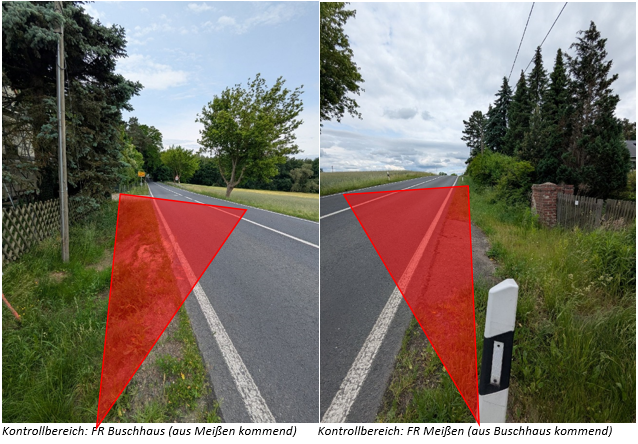 Kontrollbereich: FR Buschhaus (aus Meißen kommend)
Kontrollbereich: FR Meißen (aus Buschhaus kommend)